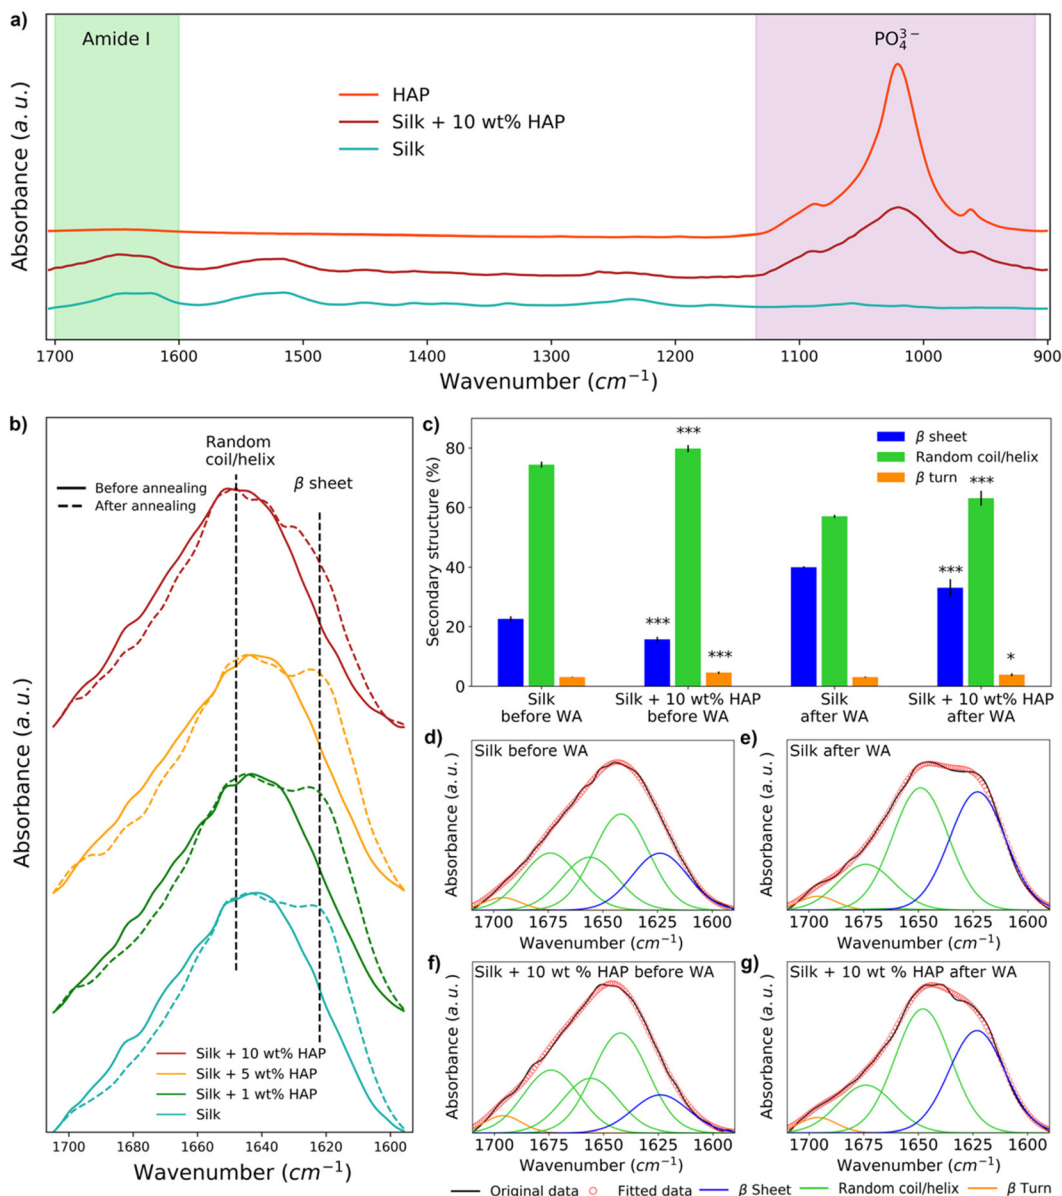 a)
Amide I
PO₄³⁻
HAP
Silk + 10 wt% HAP
Silk
Absorbance (a. u.)
1700 1600 1500 1400 1300 1200 1100 1000 900
Wavenumber (cm⁻¹)
b)
Random
coil/helix
β sheet
Before annealing
After annealing
Absorbance (a. u.)
Silk + 10 wt% HAP
Silk + 5 wt% HAP
Silk + 1 wt% HAP
Silk
1700 1680 1660 1640 1620 1600
Wavenumber (cm⁻¹)
c)
β sheet
Random coil/helix
β turn
Secondary structure (%)
80
60
40
20
0
***
***
***
***
***
*
Silk
before WA
Silk + 10 wt% HAP
before WA
Silk
after WA
Silk + 10 wt% HAP
after WA
d)
Silk before WA
Absorbance (a. u.)
1700 1675 1650 1625 1600
Wavenumber (cm⁻¹)
e)
Silk after WA
Absorbance (a. u.)
1700 1675 1650 1625 1600
Wavenumber (cm⁻¹)
f)
Silk + 10 wt % HAP before WA
Absorbance (a. u.)
1700 1675 1650 1625 1600
Wavenumber (cm⁻¹)
g)
Silk + 10 wt % HAP after WA
Absorbance (a. u.)
1700 1675 1650 1625 1600
Wavenumber (cm⁻¹)
Original data Fitted data β Sheet Random coil/helix β Turn